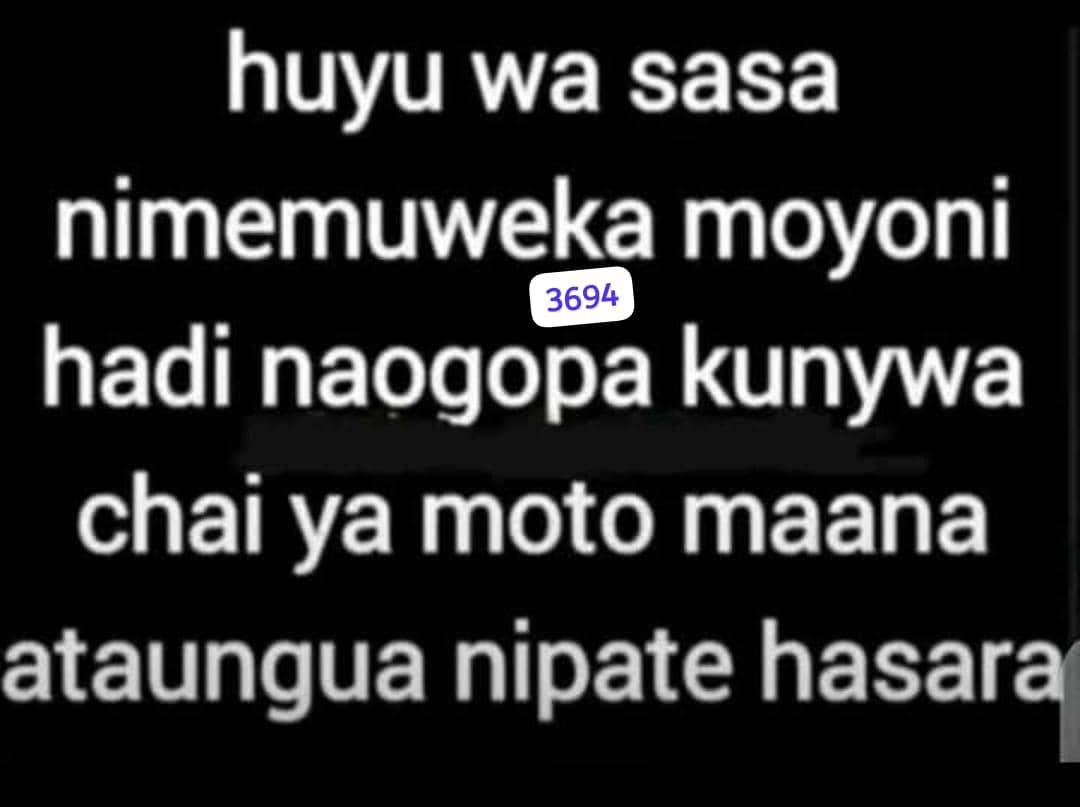 huyu wa sasa
nimemuweka moyoni
3694
hadi naogopa kunywa
chai ya moto maana
ataungua nipate hasara